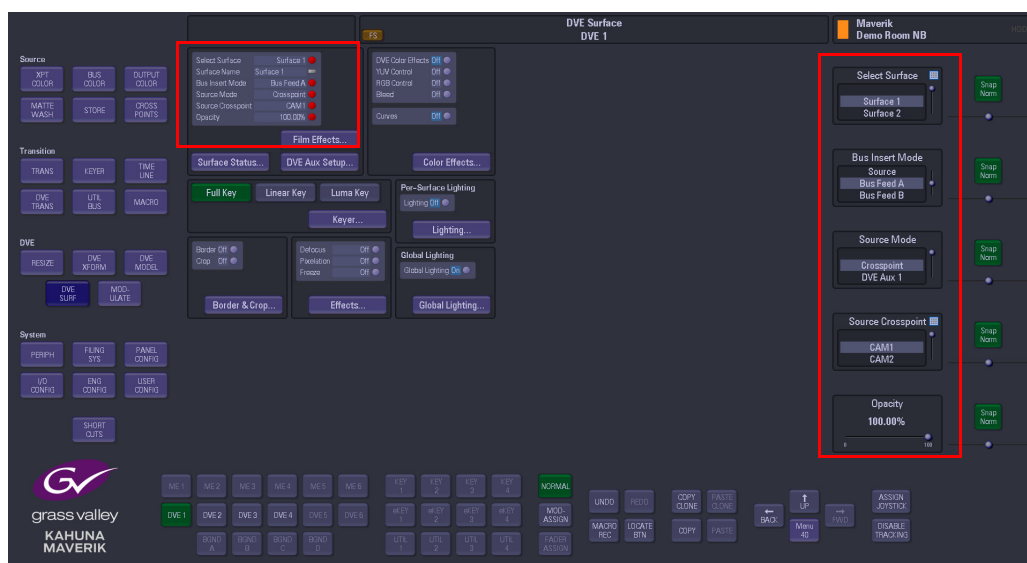 DVE Surface
DVE 1
FS
Maverik
Demo Room NB
Source
XPT COLOR
BUS COLOR
OUTPUT COLOR
MATTE WASH
STORE
CROSS POINTS
Transition
TRANS
KEYER
TIME LINE
DVE TRANS
UTIL BUS
MACRO
DVE
RESIZE
DVE XFORM
DVE MODEL
DVE SURF
MOD- ULATE
System
PERIPH
FILING SYS
PANEL CONFIG
I/O CONFIG
ENG CONFIG
USER CONFIG
SHORT CUTS
Select Surface Surface 1
Surface Name Surface 1
Bus Insert Mode Bus Feed A
Source Mode Crosspoint
Source Crosspoint CAM1
Opacity 100.00%
Film Effects...
Surface Status...
DVE Aux Setup...
DVE Color Effects Off
YUV Control Off
RGB Control Off
Bleed Off
Curves Off
Color Effects...
Full Key
Linear Key
Luma Key
Keyer...
Per-Surface Lighting
Lighting Off
Lighting...
Border Off
Crop Off
Border & Crop...
Defocus Off
Pixelation Off
Freeze Off
Effects...
Global Lighting
Global Lighting On
Global Lighting...
Select Surface
Surface 1
Surface 2
Snap Norm
Bus Insert Mode
Source
Bus Feed A
Bus Feed B
Snap Norm
Source Mode
Crosspoint
DVE Aux 1
Snap Norm
Source Crosspoint
CAM1
CAM2
Snap Norm
Opacity
100.00%
0 100
Snap Norm
GV
grass valley
KAHUNA
MAVERIK
ME 1 ME 2 ME 3 ME 4 ME 5 ME 6
KEY 1 KEY 2 KEY 3 KEY 4
NORMAL
DVE 1 DVE 2 DVE 3 DVE 4 DVE 5 DVE 6
MOD- ASSIGN
BGND A BGND B BGND C BGND D
UTIL 1 UTIL 2 UTIL 3 UTIL 4
FADER ASSIGN
UNDO REDO
MACRO REC LOCATE BTN
COPY CLONE PASTE CLONE
COPY PASTE
BACK
UP
Menu 40
FWD
ASSIGN JOYSTICK
DISABLE TRACKING